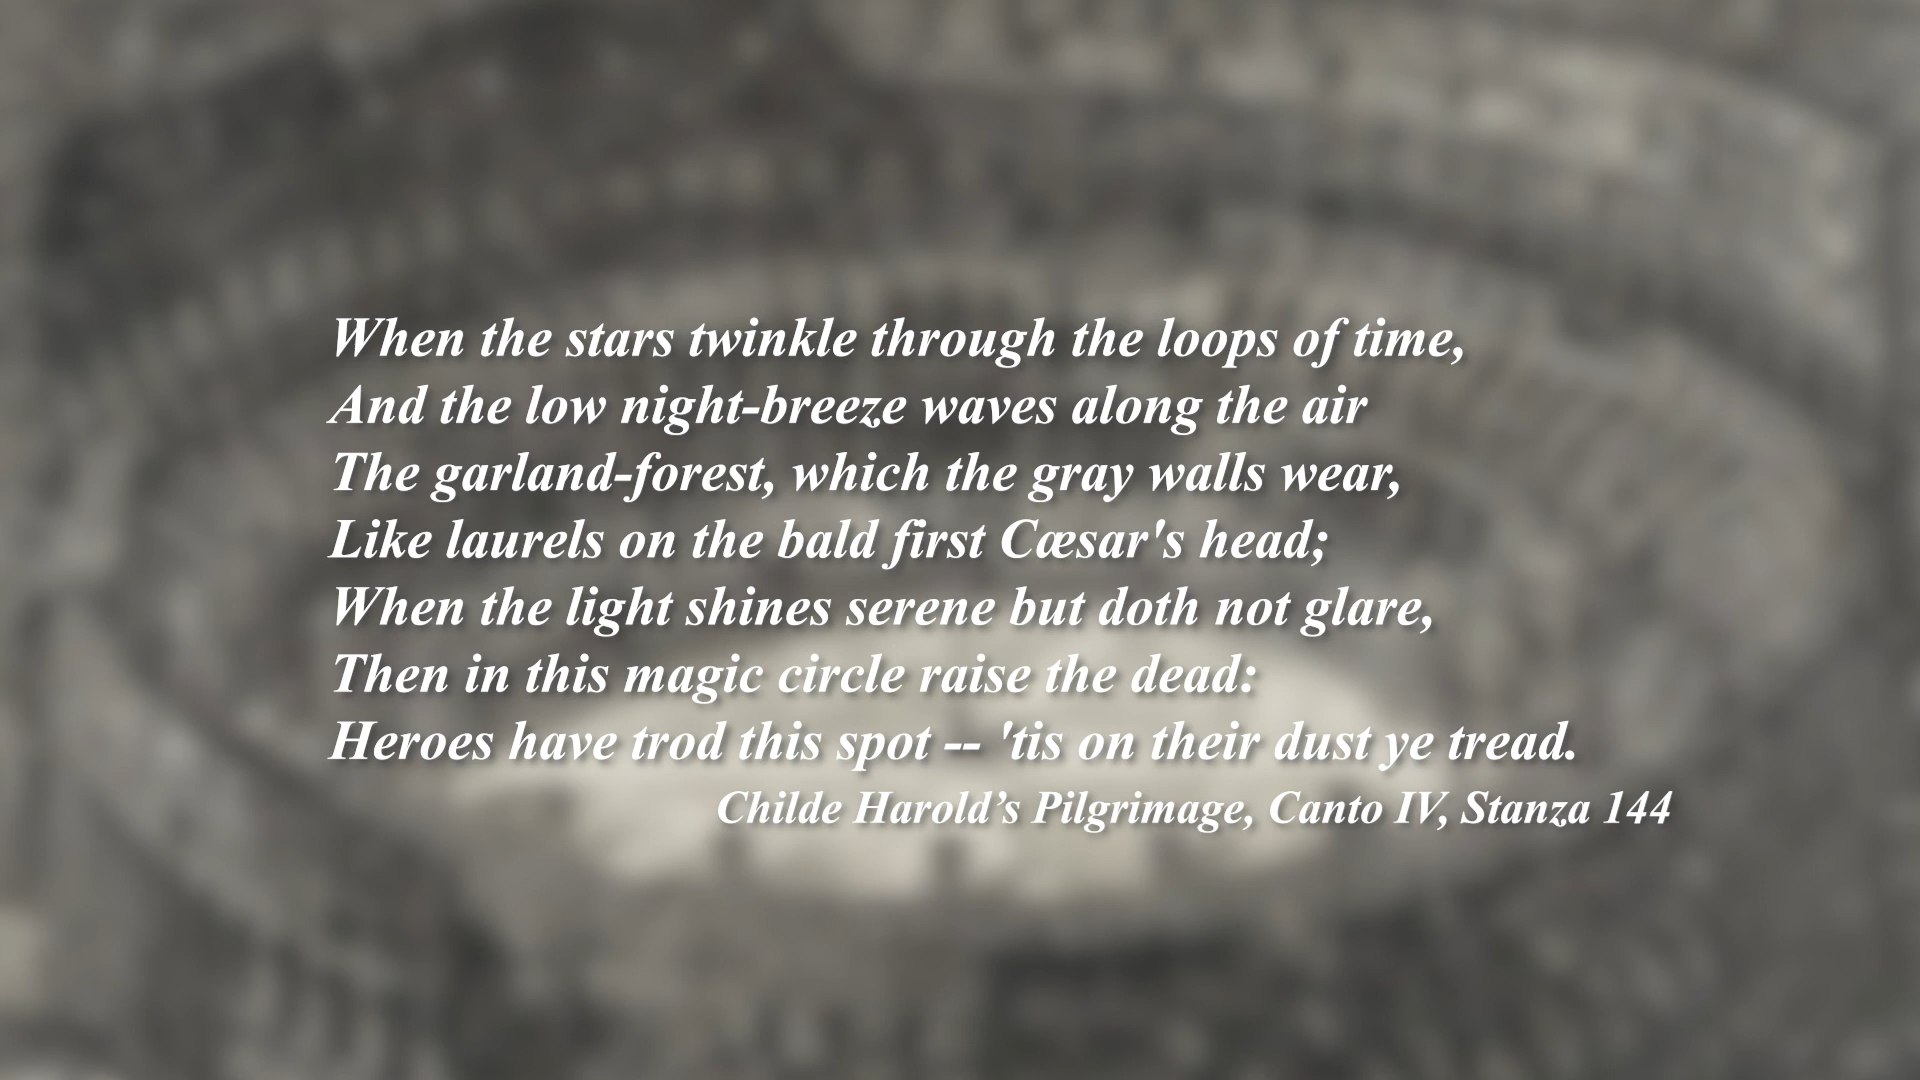 When the stars twinkle through the loops of time,
And the low night-breeze waves along the air
The garland-forest, which the gray walls wear,
Like laurels on the bald first Cæsar's head;
When the light shines serene but doth not glare,
Then in this magic circle raise the dead:
Heroes have trod this spot -- 'tis on their dust ye tread.
Childe Harold’s Pilgrimage, Canto IV, Stanza 144